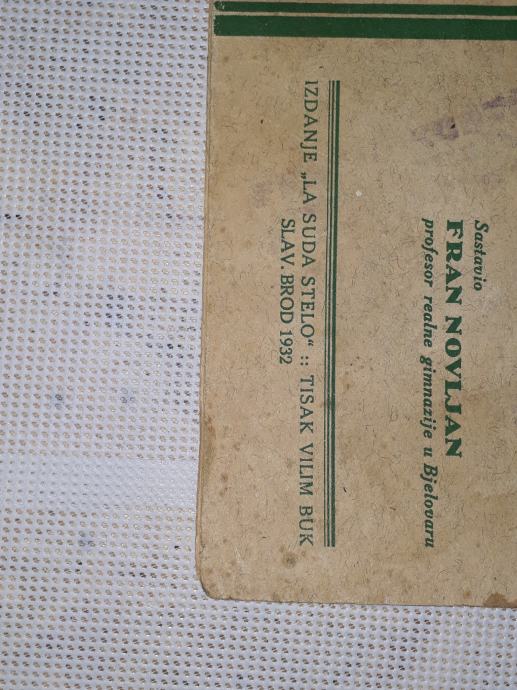 Sastavio
FRAN NOVLJAN
profesor realne gimnazije u Bjelovaru
IZDANJE „LA SUDA STELO“ :: TISAK VILIM BUK
SLAV. BROD 1932